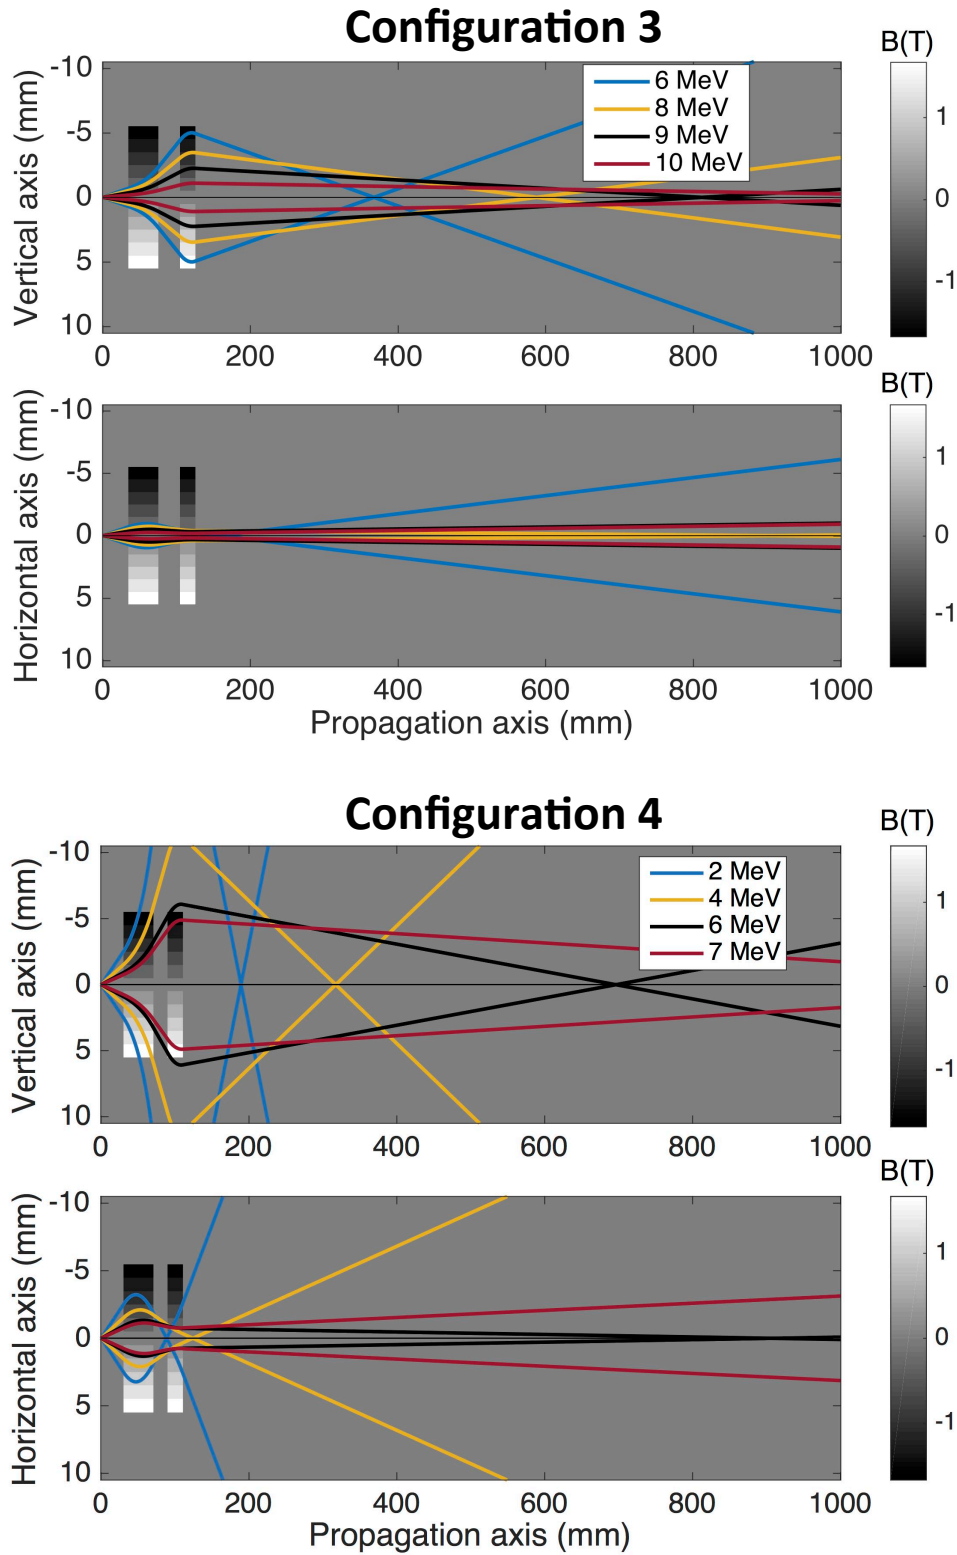 Configuration 3
B(T)
-10
-5
0
5
10
Vertical axis (mm)
6 MeV
8 MeV
9 MeV
10 MeV
1
0
-1
0
200
400
600
800
1000
B(T)
-10
-5
0
5
10
Horizontal axis (mm)
1
0
-1
0
200
400
600
800
1000
Propagation axis (mm)
Configuration 4
B(T)
-10
-5
0
5
10
Vertical axis (mm)
2 MeV
4 MeV
6 MeV
7 MeV
1
0
-1
0
200
400
600
800
1000
B(T)
-10
-5
0
5
10
Horizontal axis (mm)
1
0
-1
0
200
400
600
800
1000
Propagation axis (mm)